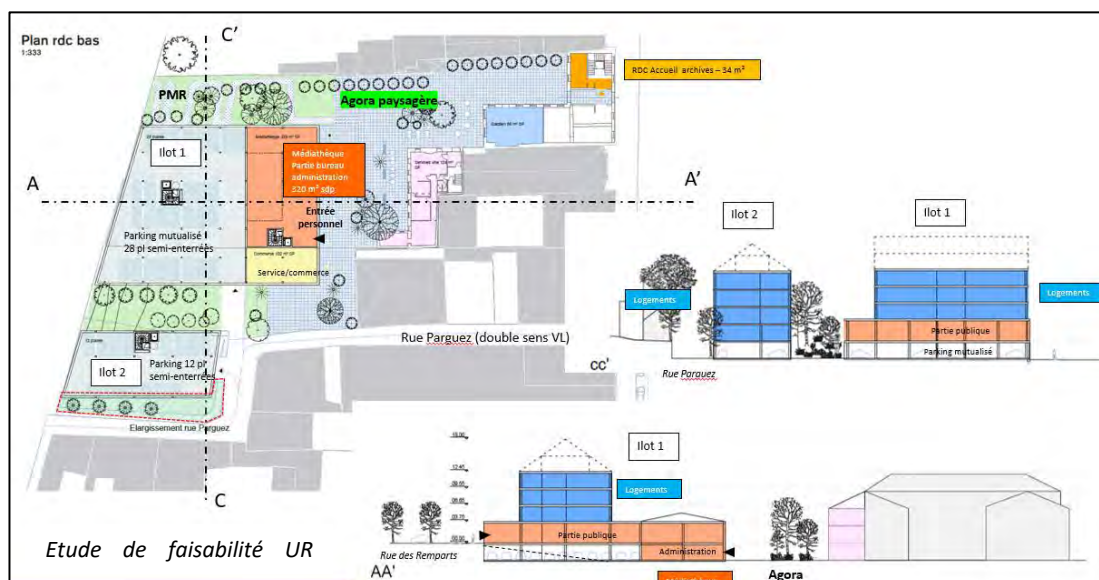 Plan rdc bas
1:333
C'
PMR
Agora paysagère
RDC Accueil archives – 34 m²
Ilot 1
Médiathèque
Partie bureau
administration
320 m² sdp
A
A'
Entrée
personnel
Parking mutualisé
28 pl semi-enterrées
Service/commerce
Ilot 2
Parking 12 pl
semi-enterrées
Rue Parguez (double sens VL)
Elargissement rue Parguez
C
Etude de faisabilité UR
Ilot 2
Ilot 1
Logements
Logements
Partie publique
Parking mutualisé
CC'
Rue Parguez
Ilot 1
Logements
Partie publique
Administration
Rue des Remparts
AA'
Agora